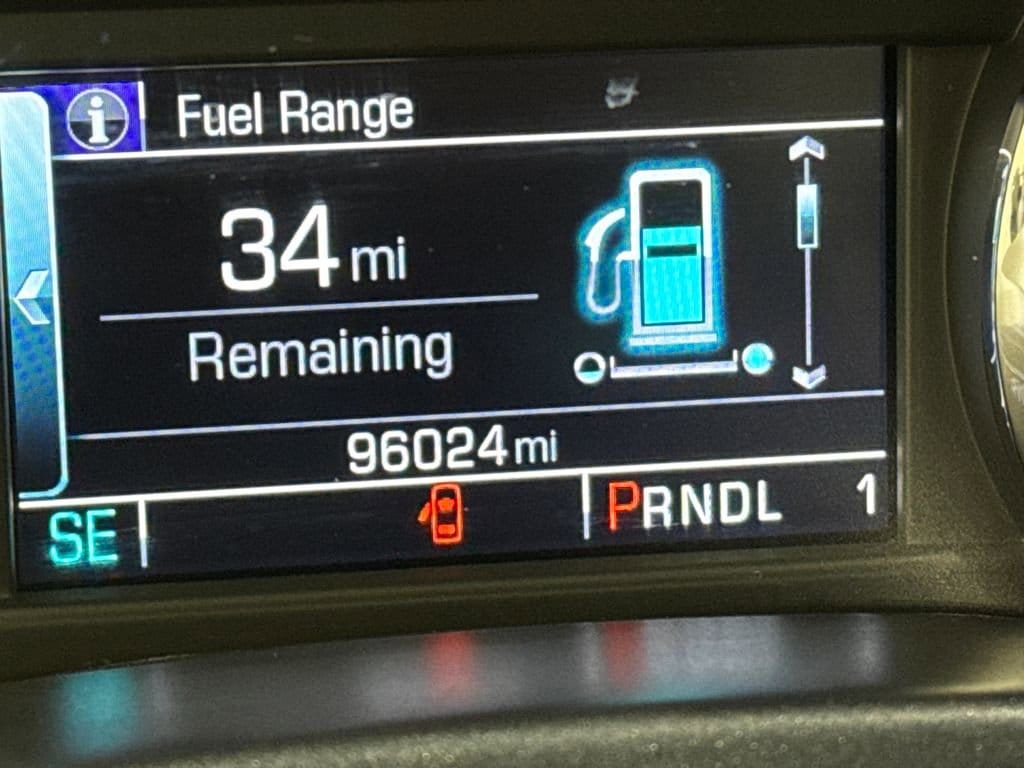 i Fuel Range
34 mi
Remaining
96024 mi
SE PRNDL 1